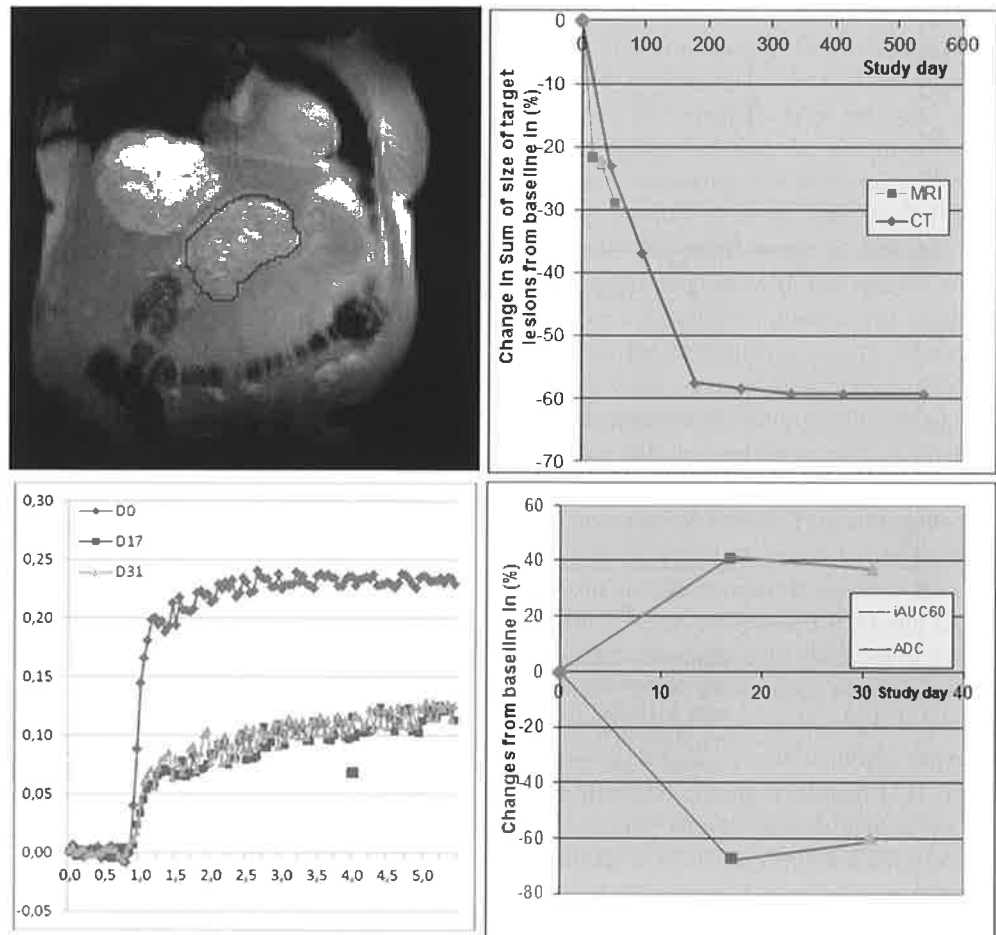 -0
0 100 200 300 400 500 600
Study day
-10
-20
-30
-40
-50
-60
-70
Change in Sum of size of target
lesions from baseline in (%)
MRI
CT
0,30
0,25
0,20
0,15
0,10
0,05
0,00
-0,05
D0
D17
D31
0,0 0,5 1,0 1,5 2,0 2,5 3,0 3,5 4,0 4,5 5,0
60
40
20
0
-20
-40
-60
-80
Changes from baseline in (%)
iAUC60
ADC
0 10 20 30 Study day 40